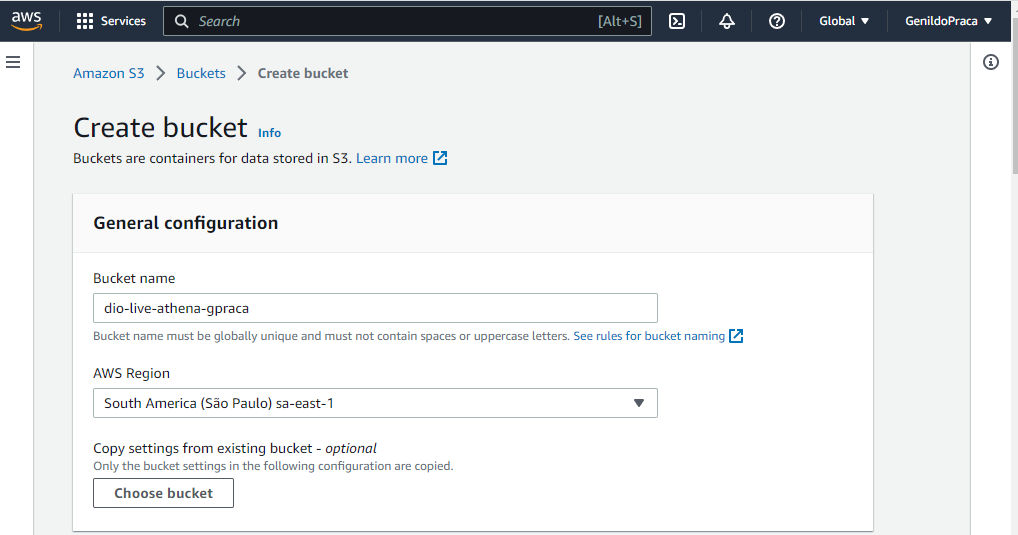 aws Services Search [Alt+S] Global GenildoPraca
Amazon S3 Buckets Create bucket
Create bucket Info
Buckets are containers for data stored in S3. Learn more
General configuration
Bucket name
dio-live-athena-gpraca
Bucket name must be globally unique and must not contain spaces or uppercase letters. See rules for bucket naming
AWS Region
South America (São Paulo) sa-east-1
Copy settings from existing bucket - optional
Only the bucket settings in the following configuration are copied.
Choose bucket